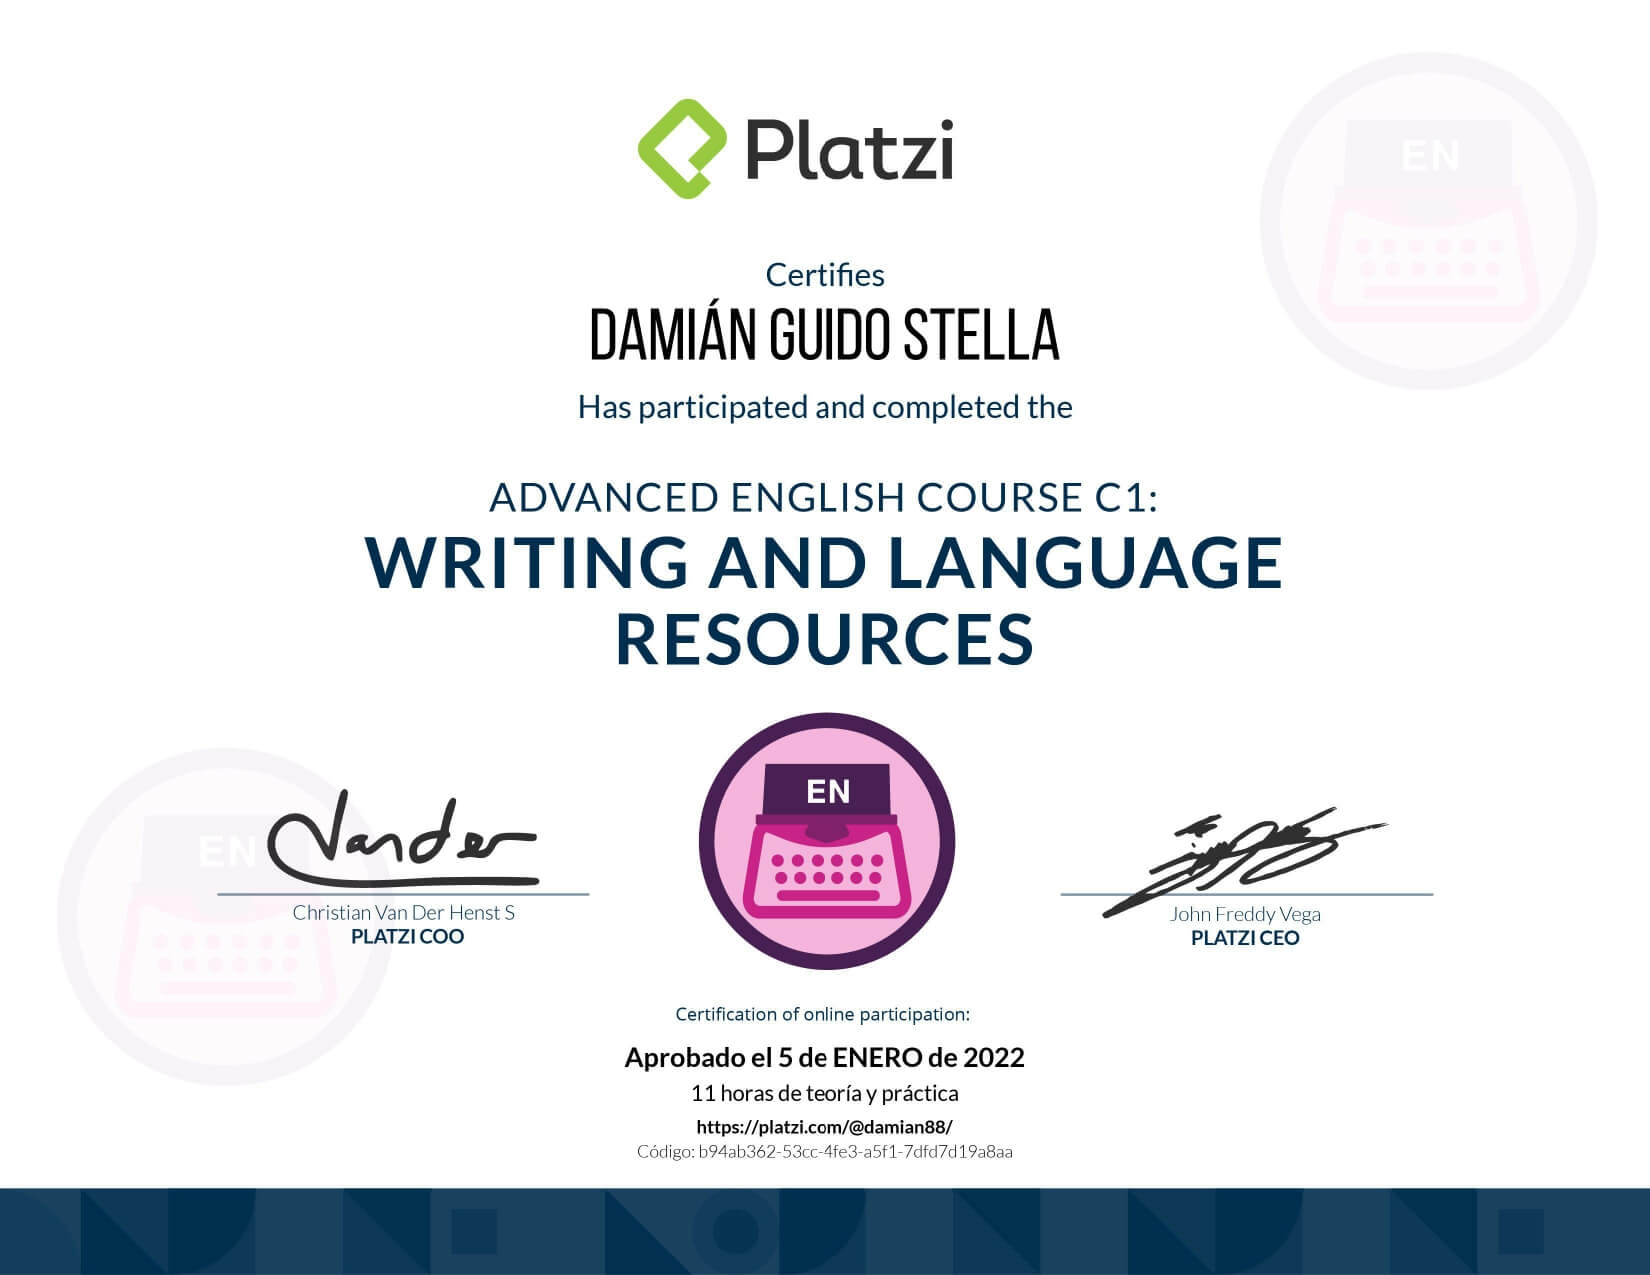 Platzi
EN
Certifies
DAMIÁN GUIDO STELLA
Has participated and completed the
ADVANCED ENGLISH COURSE C1:
WRITING AND LANGUAGE
RESOURCES
EN
EN
Vander
Christian Van Der Henst S
PLATZI COO
John Freddy Vega
PLATZI CEO
Certification of online participation:
Aprobado el 5 de ENERO de 2022
11 horas de teoría y práctica
https://platzi.com/@damian88/
Código: b94ab362-53cc-4fe3-a5f1-7dfd7d19a8aa